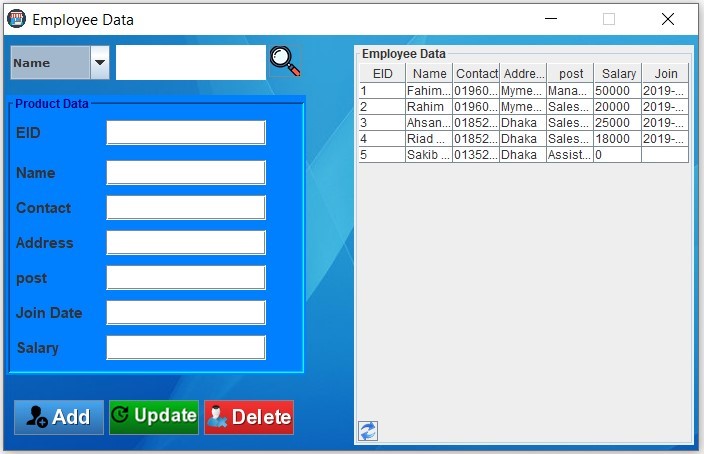 Employee Data
Name
Product Data
EID
Name
Contact
Address
post
Join Date
Salary
Add Update Delete
Employee Data
EID Name Contact Addre... post Salary Join
1 Fahim... 01960... Myme... Mana... 50000 2019-...
2 Rahim 01960... Myme... Sales... 20000 2019-...
3 Ahsan... 01852... Dhaka Sales... 25000 2019-...
4 Riad ... 01852... Dhaka Sales... 18000 2019-...
5 Sakib ... 01352... Dhaka Assist... 0